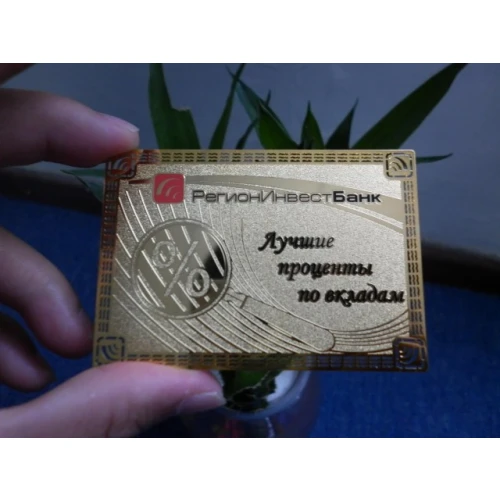 РегионИнвестБанк
Лучшие
проценты
по вкладам